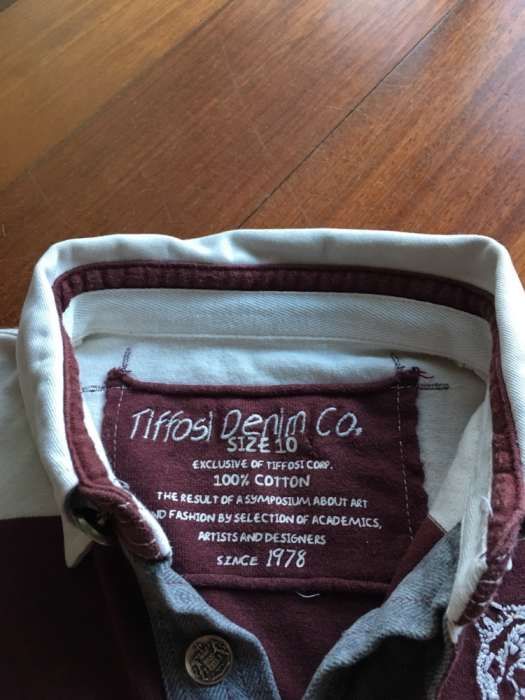 Tiffosi Denim Co.
SIZE 10
EXCLUSIVE OF TIFFOSI CORP.
100% COTTON
THE RESULT OF A SYMPOSIUM ABOUT ART
ND FASHION BY SELECTION OF ACADEMICS,
ARTISTS AND DESIGNERS
SINCE 1978